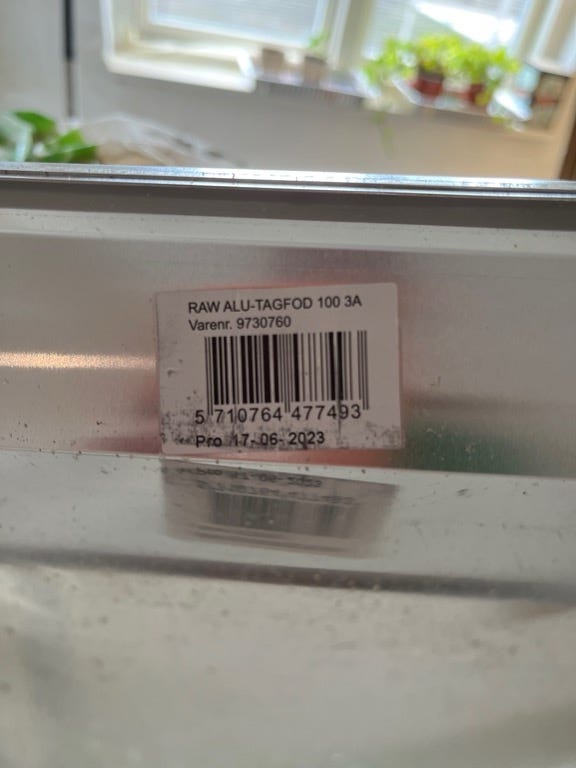 RAW ALU-TAGFOD 100 3A
Varenr. 9730760
5 710764 477493
Pro 17-06-2023